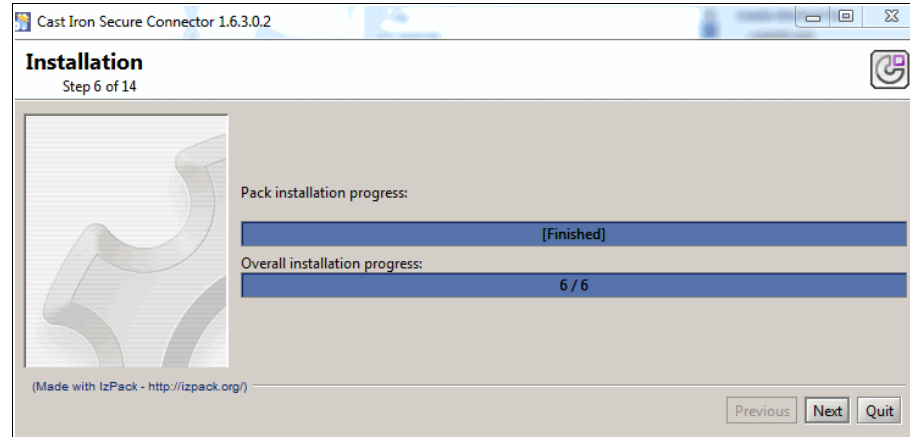 Cast Iron Secure Connector 1.6.3.0.2
Installation
Step 6 of 14
Pack installation progress:
[Finished]
Overall installation progress:
6 / 6
(Made with IzPack - http://izpack.org/)
Previous Next Quit